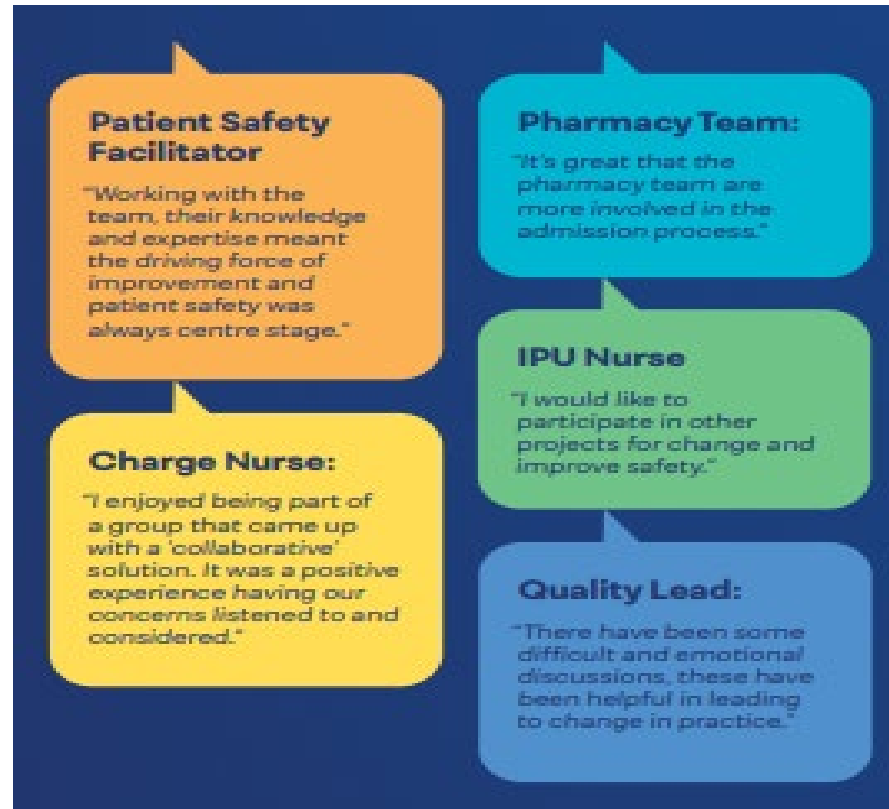 Patient Safety
Facilitator
"Working with the
team, their knowledge
and expertise meant
the driving force of
improvement and
patient safety was
always centre stage."
Charge Nurse:
"I enjoyed being part of
a group that came up
with a 'collaborative'
solution. It was a positive
experience having our
concerns listened to and
considered."
Pharmacy Team:
"It's great that the
pharmacy team are
more involved in the
admission process."
IPU Nurse
"I would like to
participate in other
projects for change and
improve safety."
Quality Lead:
"There have been some
difficult and emotional
discussions, these have
been helpful in leading
to change in practice."